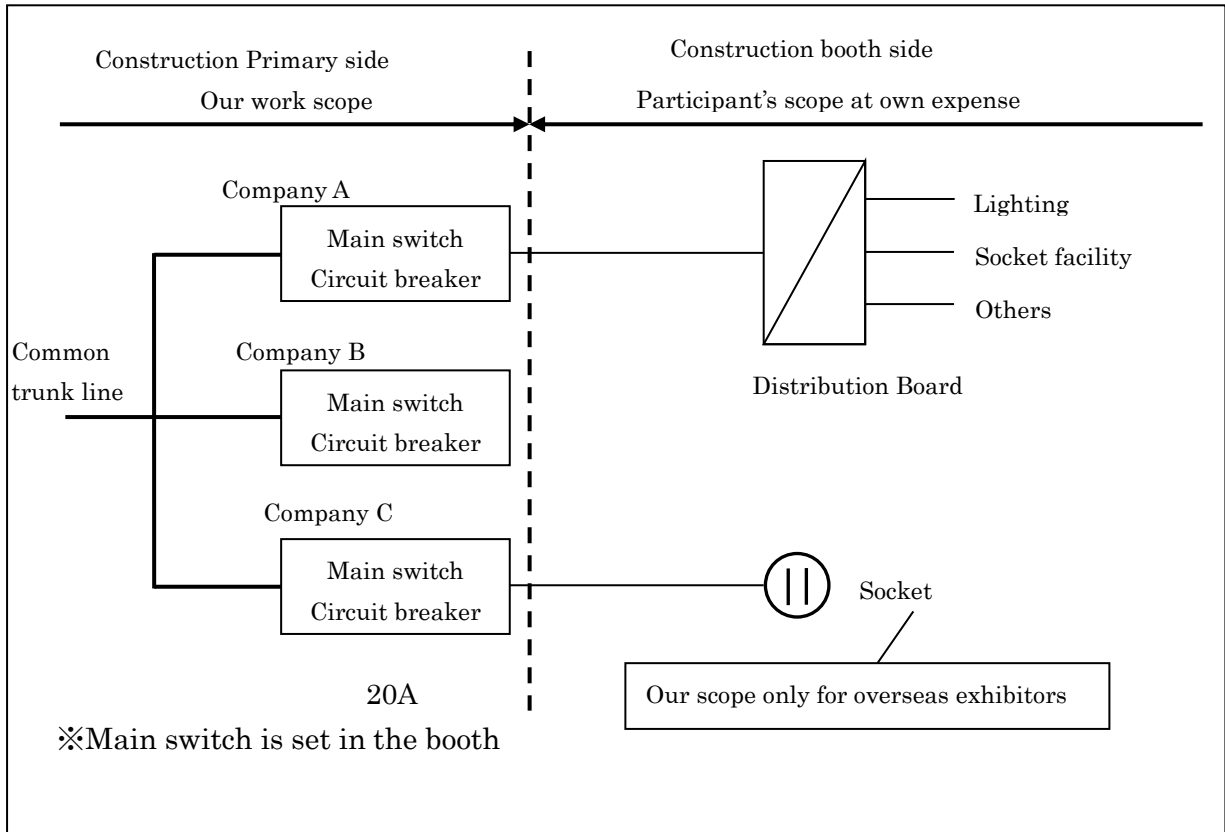 Construction Primary side
Our work scope
Construction booth side
Participant's scope at own expense
Company A
Main switch
Circuit breaker
Lighting
Socket facility
Others
Distribution Board
Common
trunk line
Company B
Main switch
Circuit breaker
Company C
Main switch
Circuit breaker
Socket
Our scope only for overseas exhibitors
20A
※Main switch is set in the booth